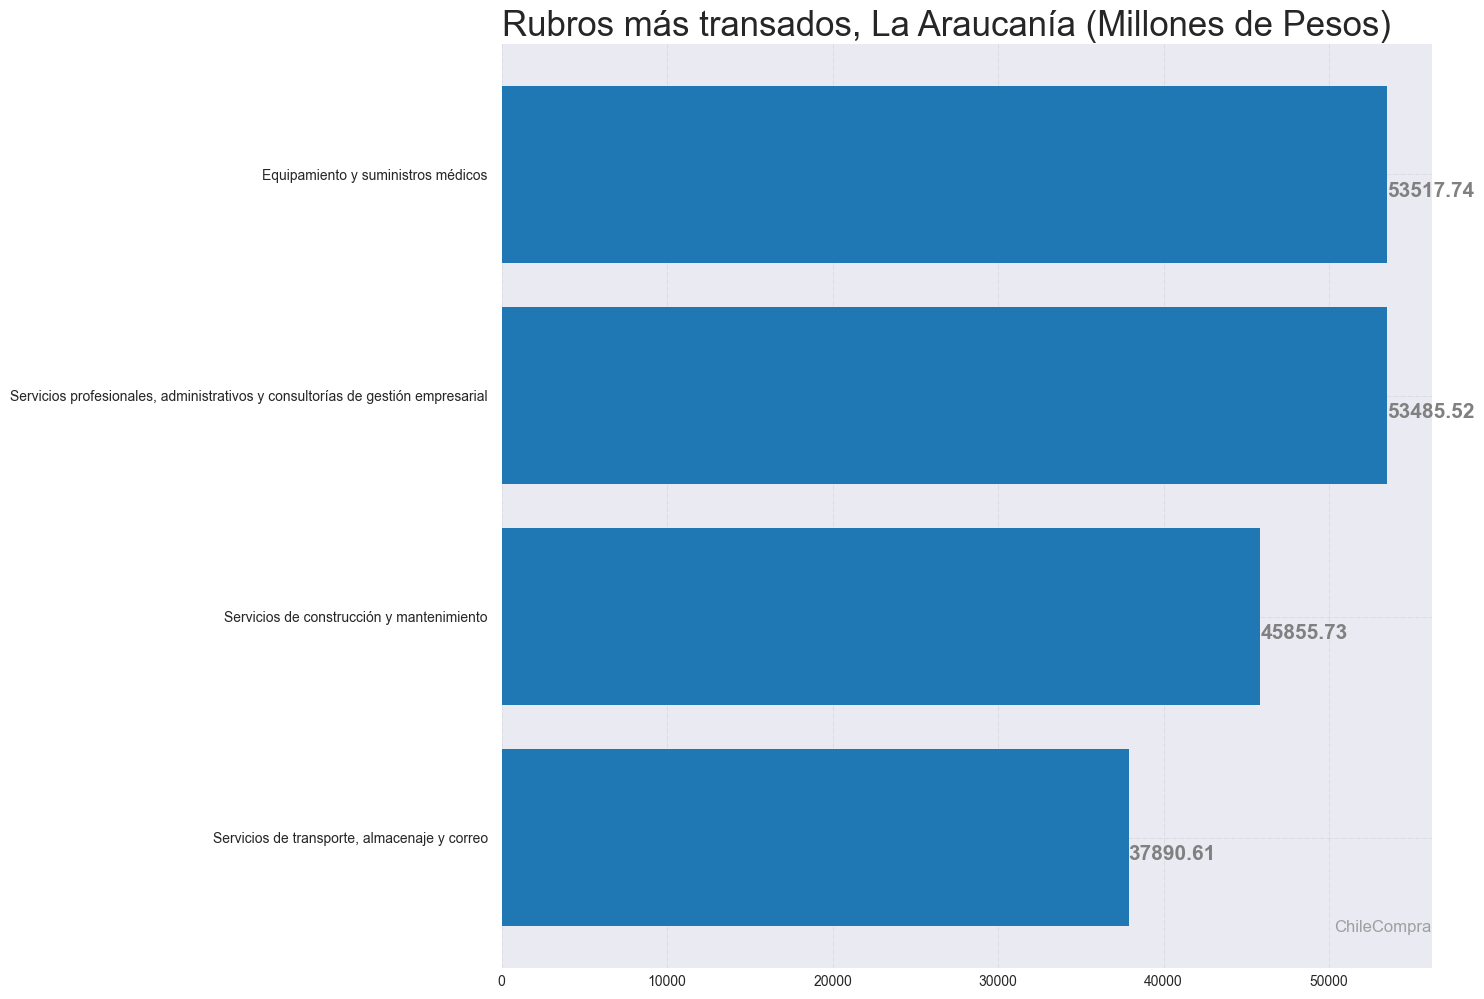 Rubros más transados, La Araucanía (Millones de Pesos)
Equipamiento y suministros médicos
53517.74
Servicios profesionales, administrativos y consultorías de gestión empresarial
53485.52
Servicios de construcción y mantenimiento
45855.73
Servicios de transporte, almacenaje y correo
37890.61
ChileCompra
0 10000 20000 30000 40000 50000